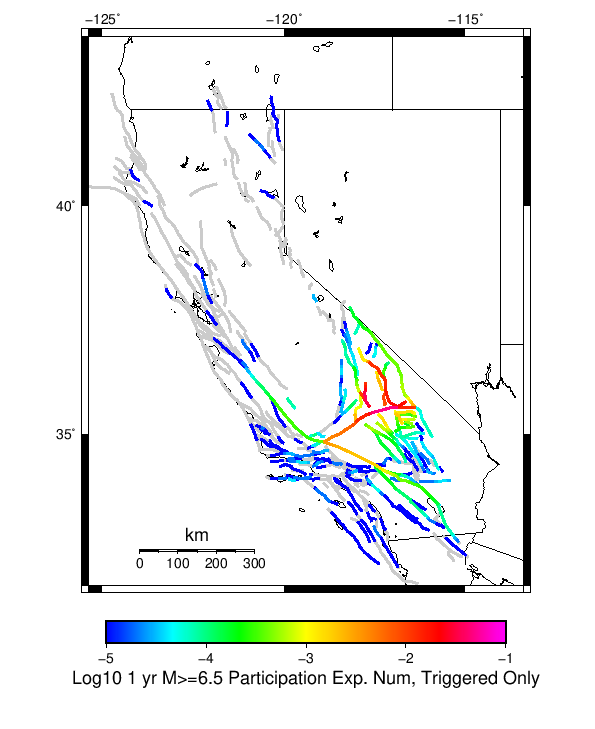 −125° −120° −115°
40°
35°
km
0 100 200 300
−5 −4 −3 −2 −1
Log10 1 yr M>=6.5 Participation Exp. Num, Triggered Only